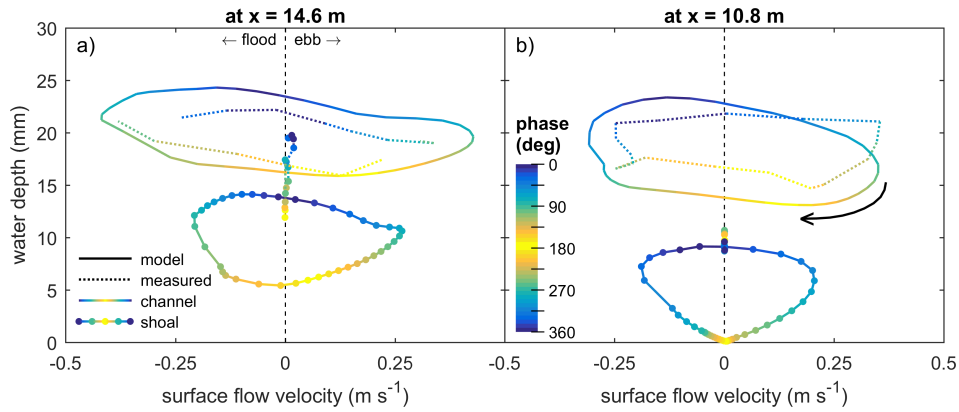 at x = 14.6 m
at x = 10.8 m
a)
← flood
ebb →
b)
30
25
20
15
10
5
0
water depth (mm)
model
measured
channel
shoal
phase
(deg)
0
90
180
270
360
-0.5
-0.25
0
0.25
-0.5
-0.25
0
0.25
0.5
surface flow velocity (m s⁻¹)
surface flow velocity (m s⁻¹)